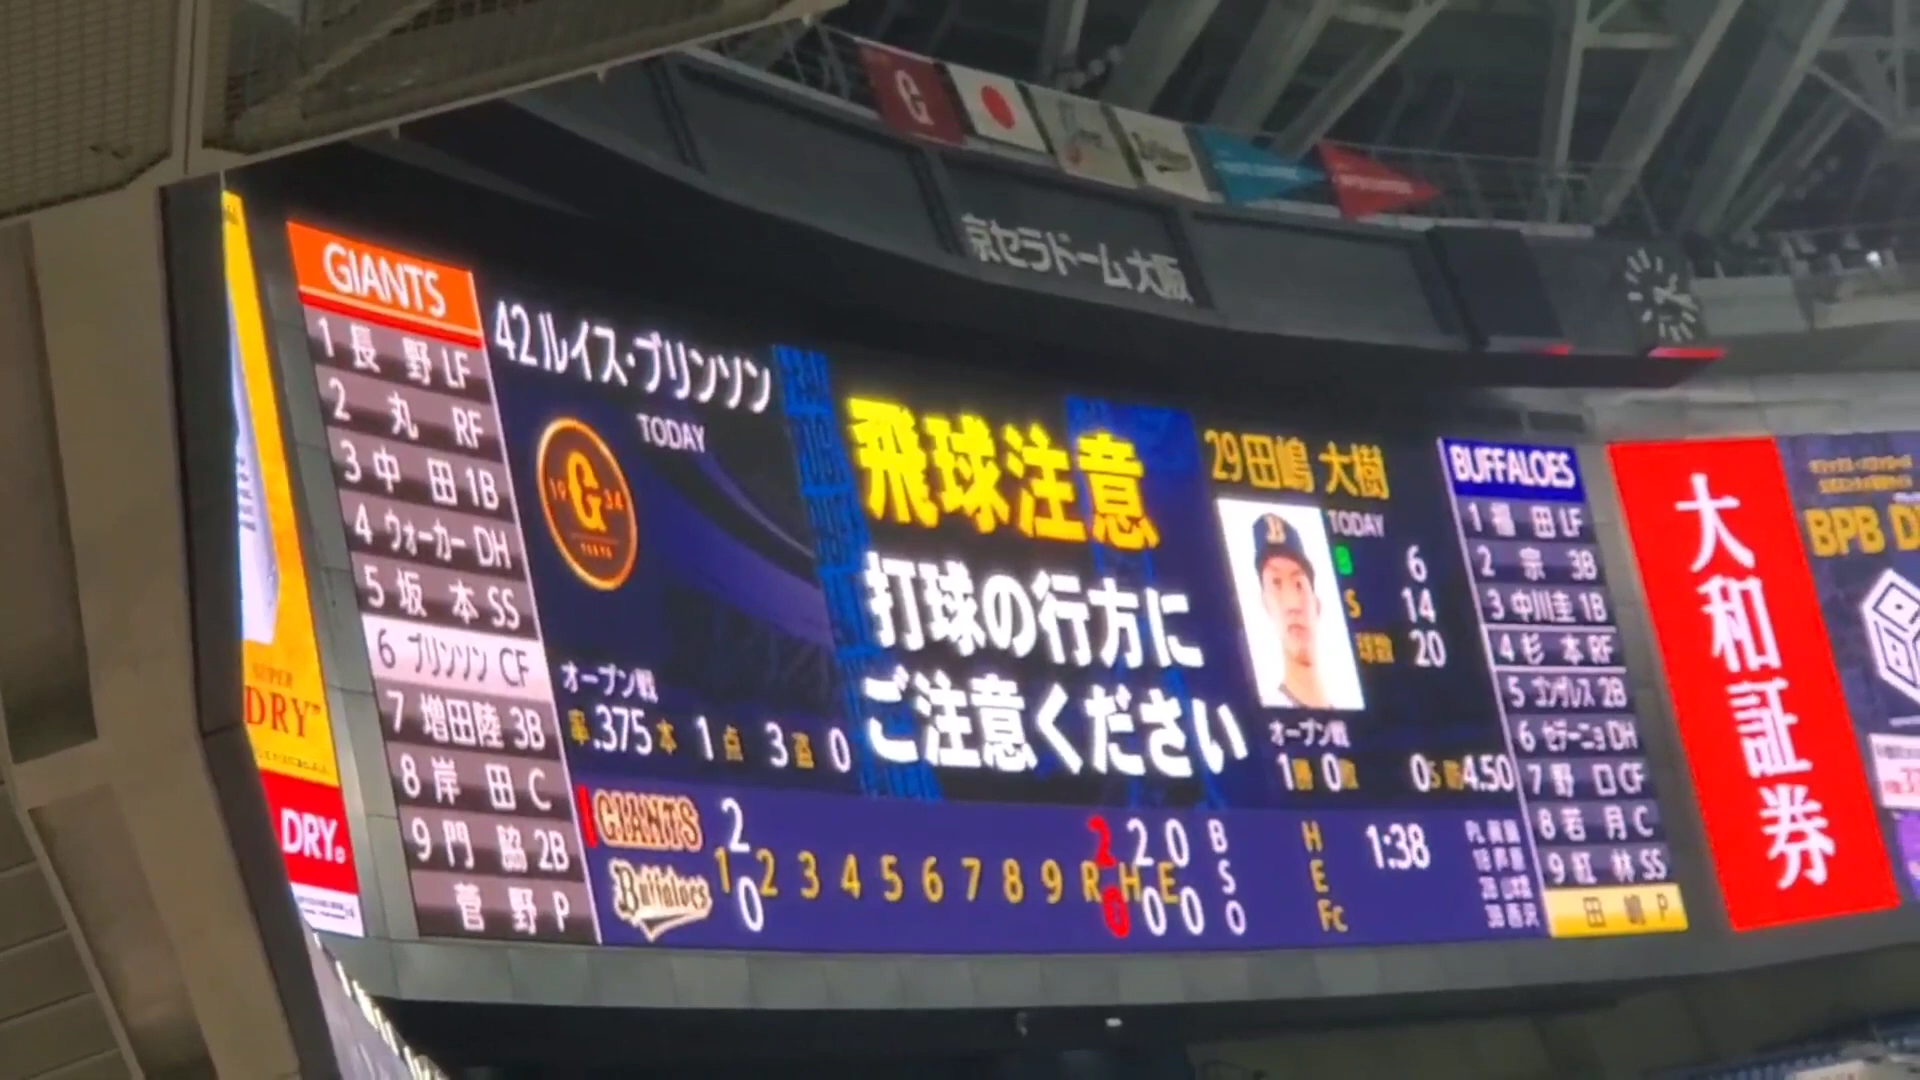 京セラドーム大阪
GIANTS
1 長 野 LF
2 丸 RF
3 中 田 1B
4 ウォーカー DH
5 坂 本 SS
6 ブリンソン CF
7 増田陸 3B
8 岸 田 C
9 門 脇 2B
菅 野 P
42 ルイス・ブリンソン
TODAY
19 G 34
オープン戦
率.375 本 1 点 3 盗 0
飛球注意
打球の行方に
ご注意ください
29 田嶋 大樹
TODAY
B 6
S 14
球数 20
オープン戦
1勝 0敗 0S 防4.50
BUFFALOES
1 福 田 LF
2 宗 3B
3 中川圭 1B
4 杉 本 RF
5 ゴンザレス 2B
6 セデーニョ DH
7 野 口 CF
8 若 月 C
9 紅 林 SS
田 嶋 P
1 2 3 4 5 6 7 8 9 R H E
GIANTS 2 2 2 0
Buffaloes 0 0 0 0
B H 1:38
S E
O Fc
PL
大和証券
BPB
SUPER
DRY
DRY